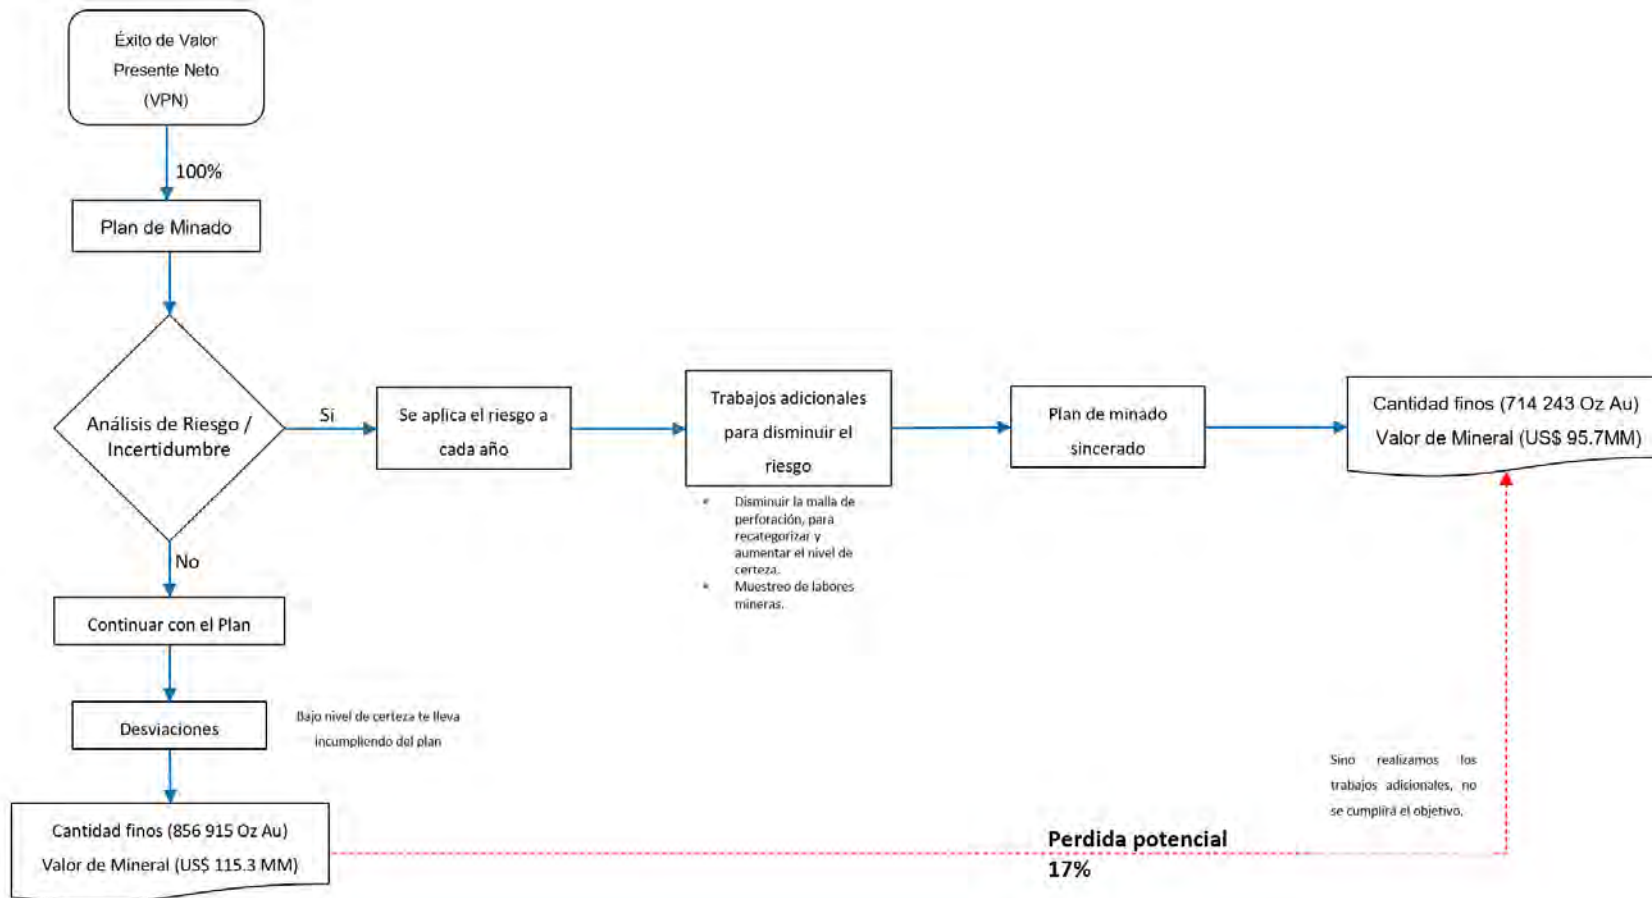 Éxito de Valor
Presente Neto
(VPN)
100%
Plan de Minado
Análisis de Riesgo /
Incertidumbre
Si
Se aplica el riesgo a
cada año
Trabajos adicionales
para disminuir el
riesgo
* Disminuir la malla de
perforación, para
recategorizar y
aumentar el nivel de
certeza.
* Muestreo de labores
mineras.
Plan de minado
sincerado
Cantidad finos (714 243 Oz Au)
Valor de Mineral (US$ 95.7MM)
No
Continuar con el Plan
Desviaciones
Bajo nivel de certeza te lleva
incumpliendo del plan
Cantidad finos (856 915 Oz Au)
Valor de Mineral (US$ 115.3 MM)
Perdida potencial
17%
Sino realizamos los
trabajos adicionales, no
se cumplirá el objetivo.